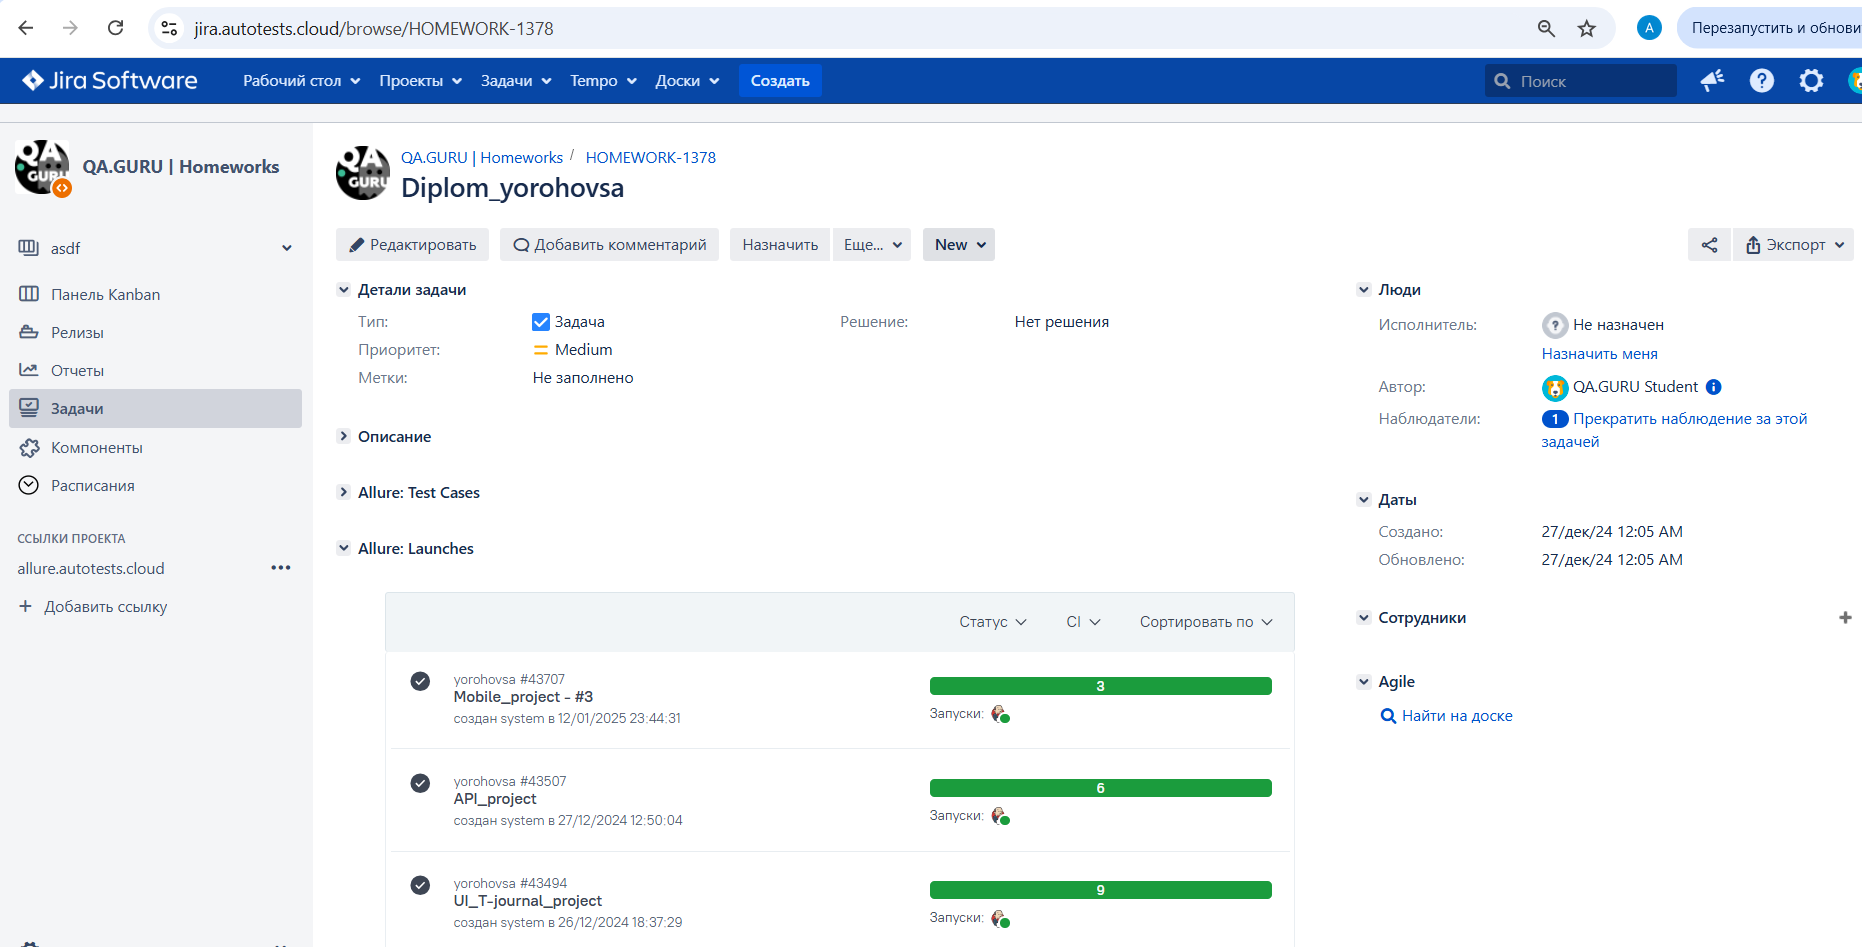 jira.autotests.cloud/browse/HOMEWORK-1378
A
Перезапустить и обнови
Jira Software
Рабочий стол
Проекты
Задачи
Tempo
Доски
Создать
Поиск
QA GURU
QA.GURU | Homeworks
asdf
Панель Kanban
Релизы
Отчеты
Задачи
Компоненты
Расписания
ССЫЛКИ ПРОЕКТА
allure.autotests.cloud
Добавить ссылку
QA GURU
QA.GURU | Homeworks / HOMEWORK-1378
Diplom_yorohovsa
Редактировать
Добавить комментарий
Назначить
Еще...
New
Экспорт
Детали задачи
Тип: Задача
Решение: Нет решения
Приоритет: Medium
Метки: Не заполнено
Описание
Allure: Test Cases
Allure: Launches
Статус
CI
Сортировать по
yorohovsa #43707
Mobile_project - #3
создан system в 12/01/2025 23:44:31
3
Запуски:
yorohovsa #43507
API_project
создан system в 27/12/2024 12:50:04
6
Запуски:
yorohovsa #43494
UI_T-journal_project
создан system в 26/12/2024 18:37:29
9
Запуски:
Люди
Исполнитель: Не назначен
Назначить меня
Автор: QA.GURU Student
Наблюдатели: 1 Прекратить наблюдение за этой
задачей
Даты
Создано: 27/дек/24 12:05 AM
Обновлено: 27/дек/24 12:05 AM
Сотрудники
Agile
Найти на доске